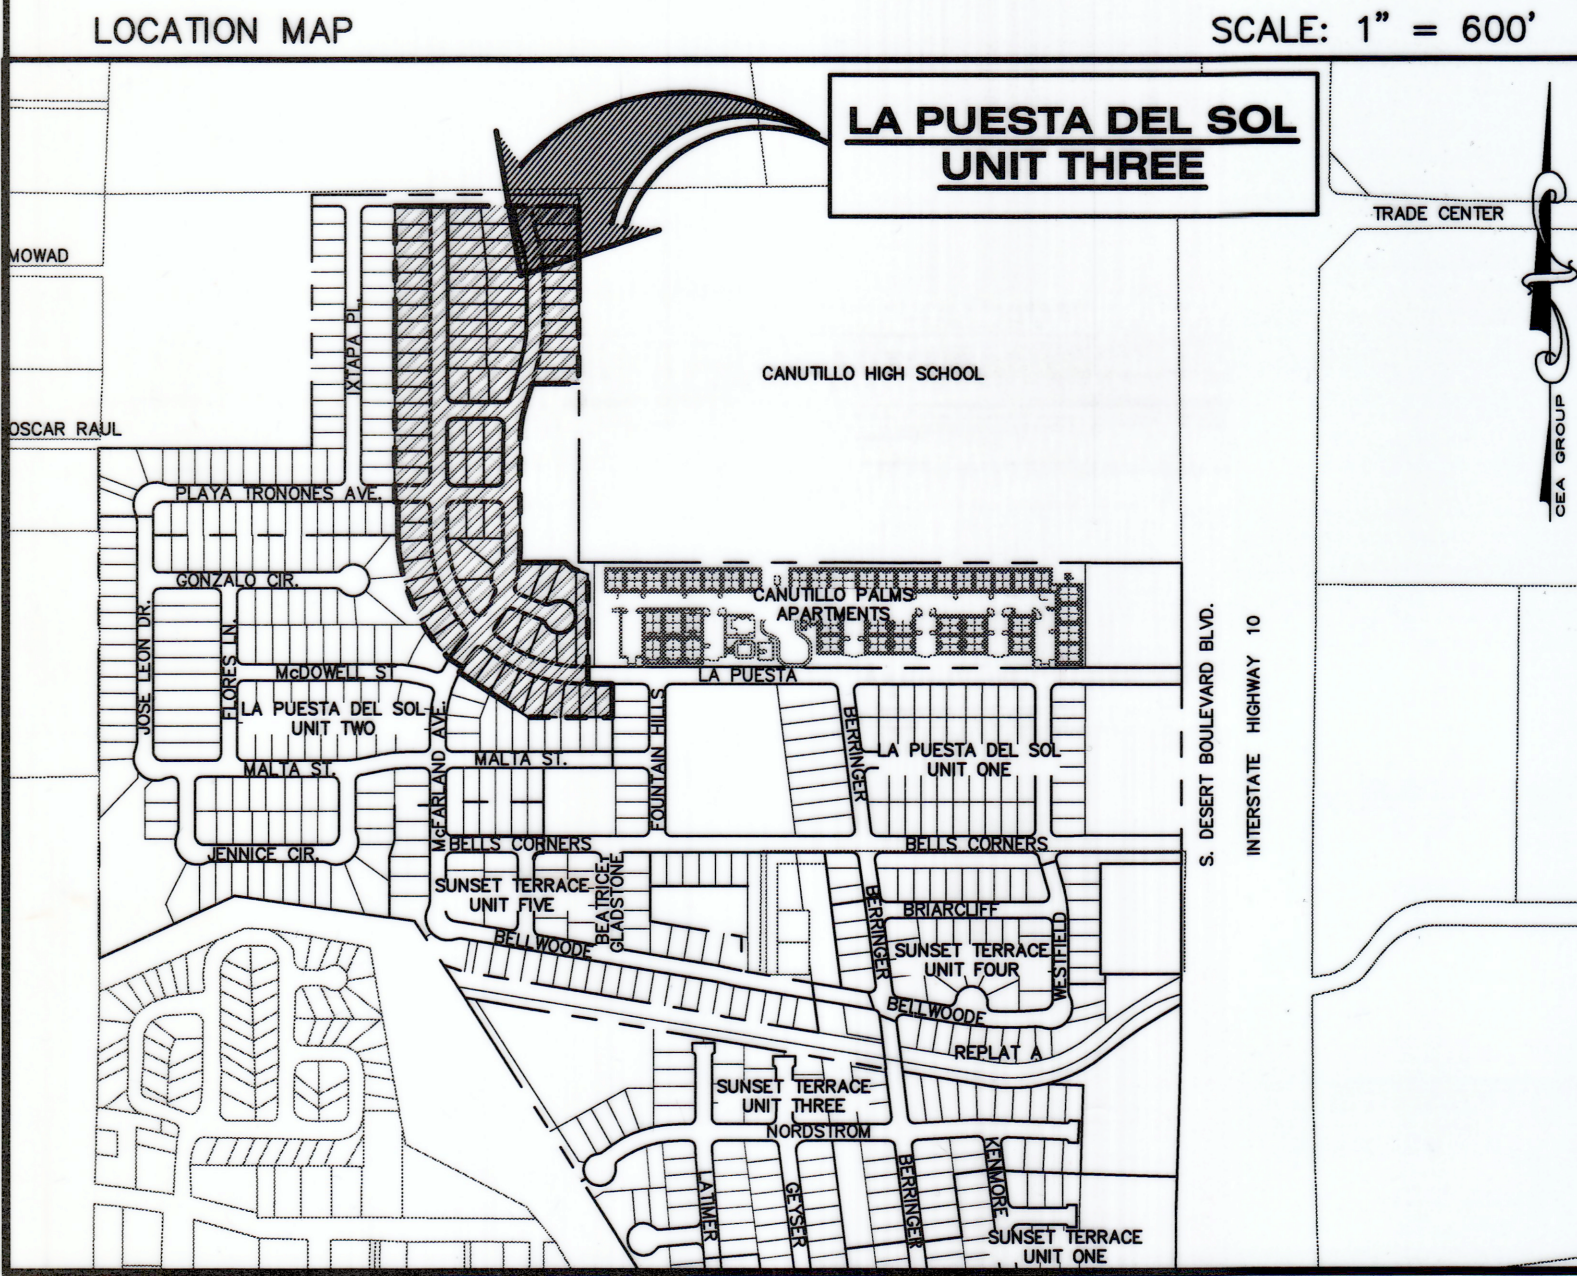 LOCATION MAP
SCALE: 1" = 600'
LA PUESTA DEL SOL
UNIT THREE
TRADE CENTER
MOWAD
IXTAPA PL.
CANUTILLO HIGH SCHOOL
OSCAR RAUL
CEA GROUP
PLAYA TRONONES AVE.
GONZALO CIR.
CANUTILLO PALMS
APARTMENTS
JOSE LEON DR.
FLORES LN.
McDOWELL ST
LA PUESTA
S. DESERT BOULEVARD BLVD.
INTERSTATE HIGHWAY 10
LA PUESTA DEL SOL
UNIT TWO
McFARLAND AVE.
FOUNTAIN HILLS
BERRINGER
LA PUESTA DEL SOL
UNIT ONE
MALTA ST.
MALTA ST.
JENNICE CIR.
BELLS CORNERS
BELLS CORNERS
SUNSET TERRACE
UNIT FIVE
BEATRICE
GLADSTONE
BERRINGER
BRIARCLIFF
WESTFIELD
BELLWOODE
SUNSET TERRACE
UNIT FOUR
BELLWOODE
REPLAT A
SUNSET TERRACE
UNIT THREE
NORDSTROM
LATIMER
GEYSER
BERRINGER
KENMORE
SUNSET TERRACE
UNIT ONE